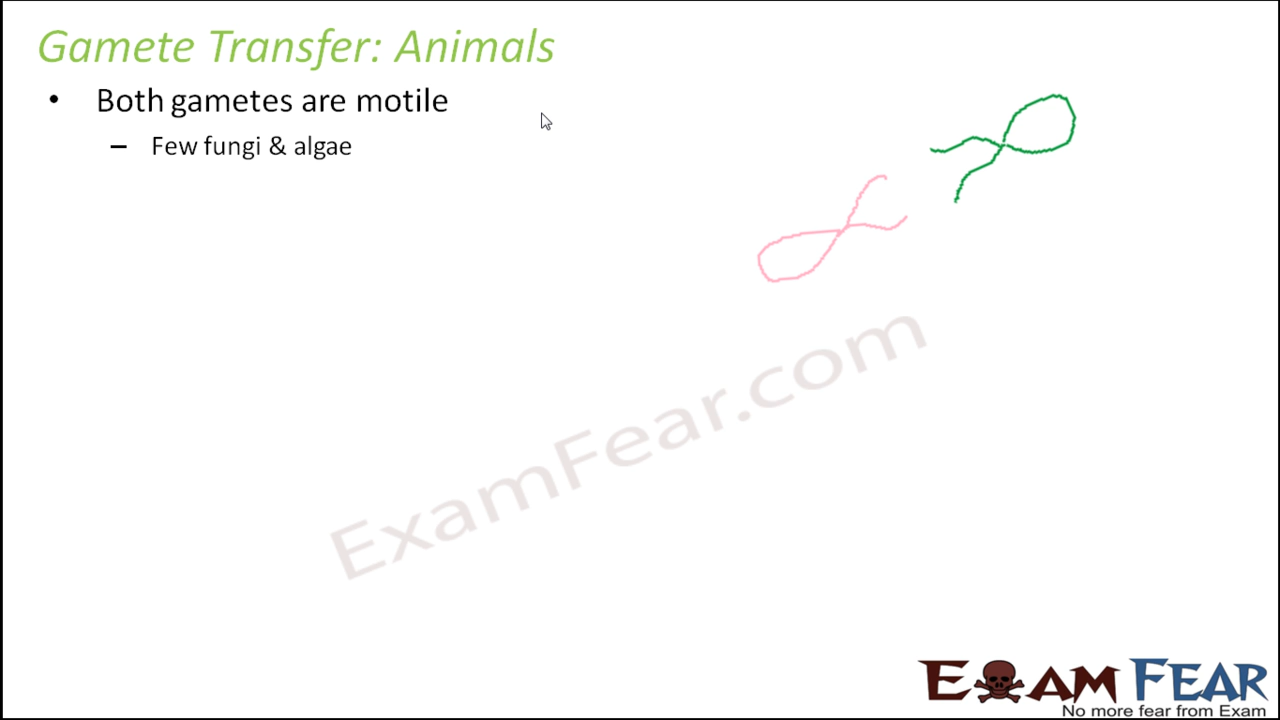 Gamete Transfer: Animals
• Both gametes are motile
– Few fungi & algae
ExamFear.com
EXAM FEAR
No more fear from Exam